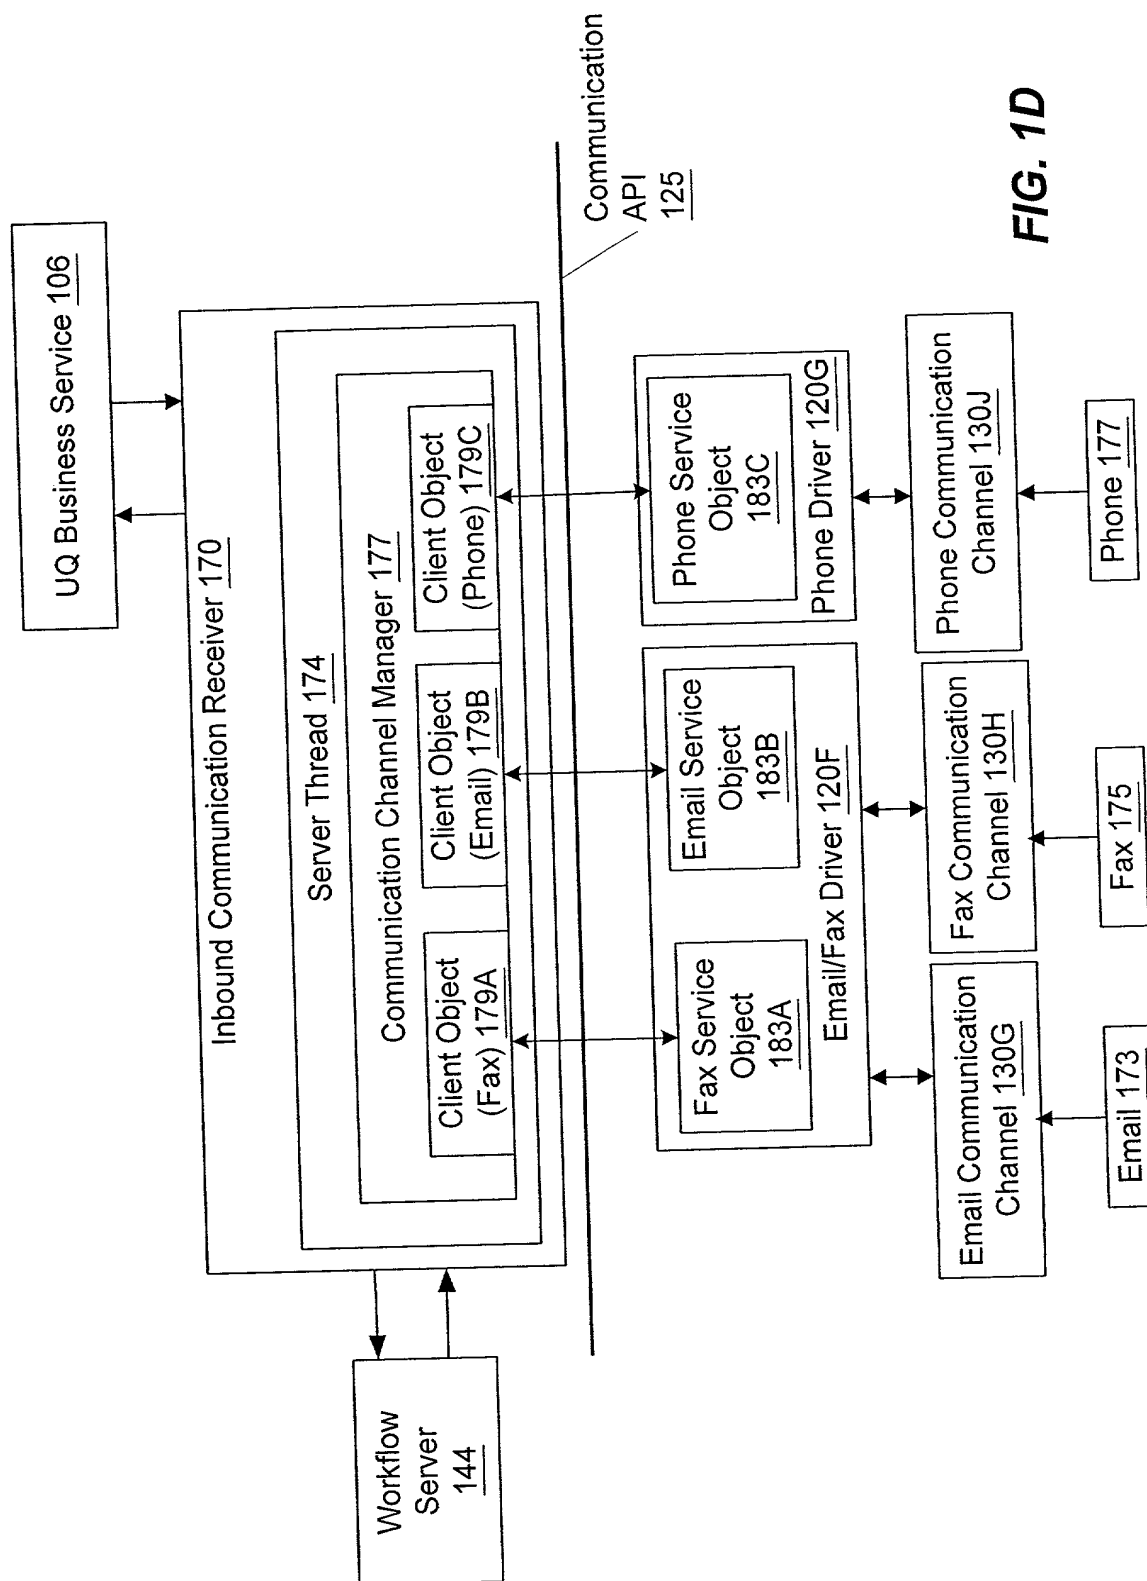 UQ Business Service 106
Inbound Communication Receiver 170
Server Thread 174
Communication Channel Manager 177
Client Object
(Fax) 179A
Client Object
(Email) 179B
Client Object
(Phone) 179C
Workflow
Server
144
Communication
API
125
Fax Service
Object
183A
Email Service
Object
183B
Email/Fax Driver 120F
Phone Service
Object
183C
Phone Driver 120G
Email Communication
Channel 130G
Fax Communication
Channel 130H
Phone Communication
Channel 130J
Email 173
Fax 175
Phone 177
FIG. 1D